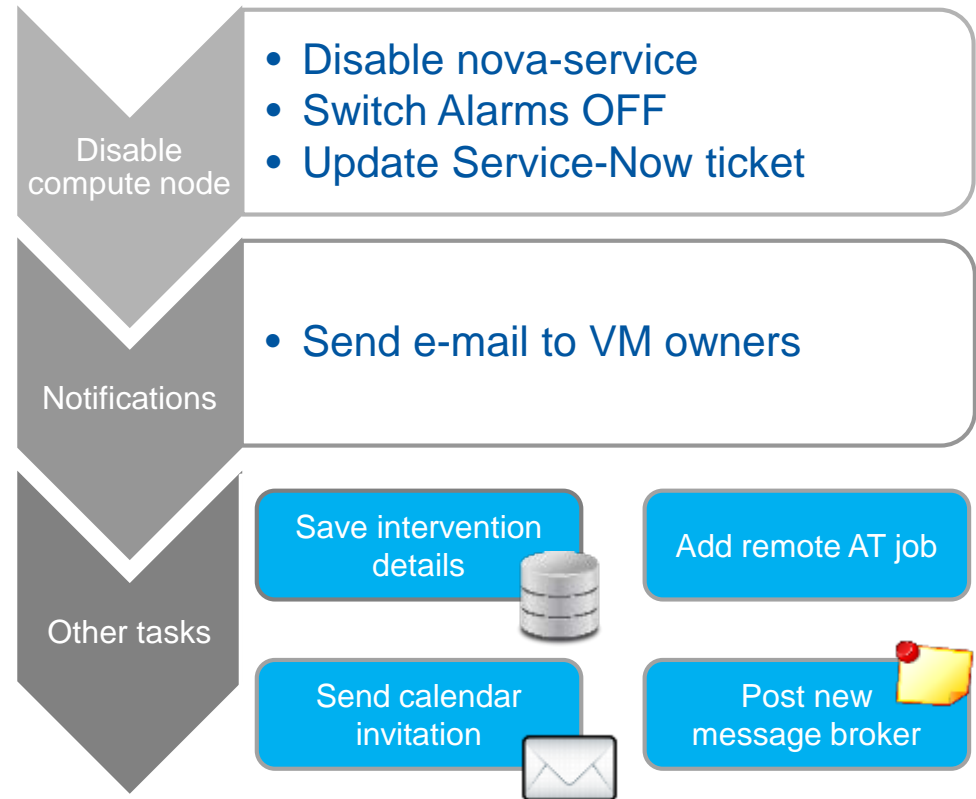 Disable
compute node
• Disable nova-service
• Switch Alarms OFF
• Update Service-Now ticket
Notifications
• Send e-mail to VM owners
Other tasks
Save intervention
details
Add remote AT job
Send calendar
invitation
Post new
message broker